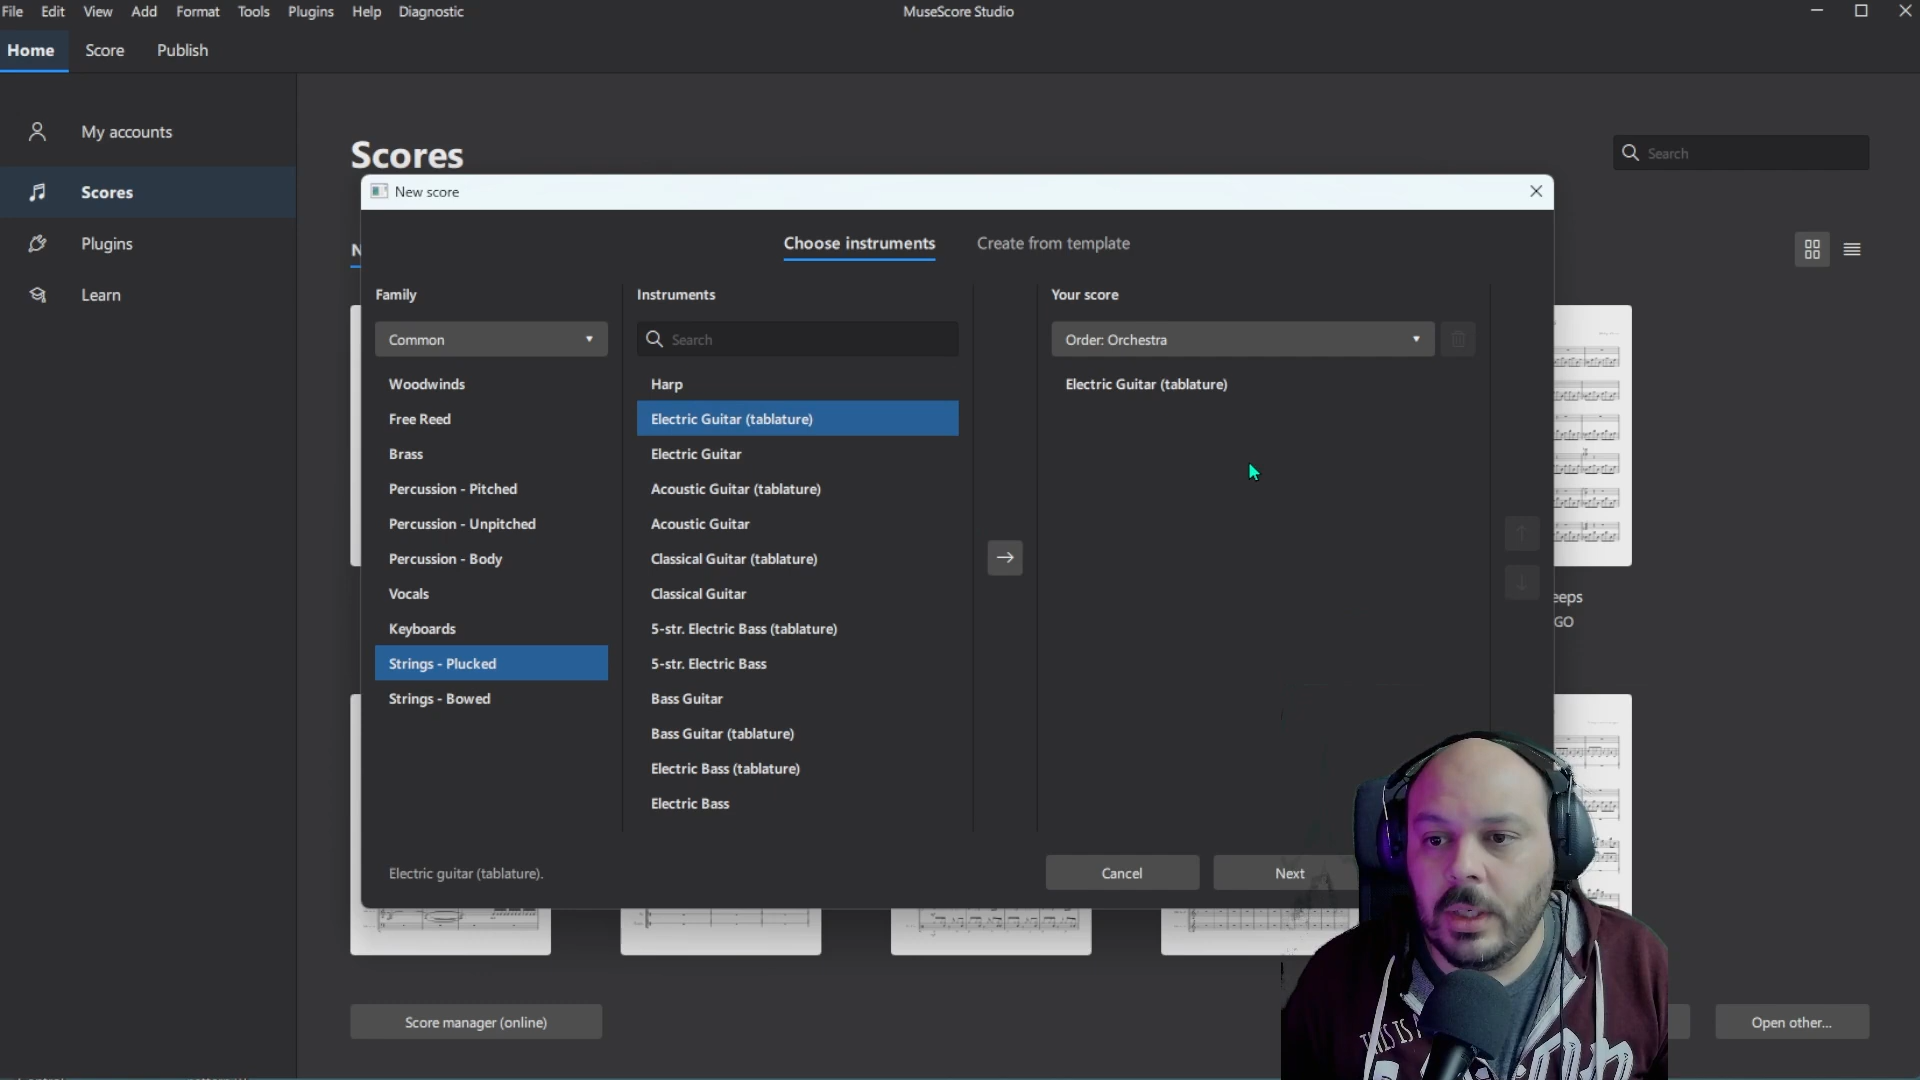 File Edit View Add Format Tools Plugins Help Diagnostic
MuseScore Studio
Home Score Publish
My accounts
Scores
Plugins
Learn
Scores
Search
New score
Choose instruments
Create from template
Family
Common
Woodwinds
Free Reed
Brass
Percussion - Pitched
Percussion - Unpitched
Percussion - Body
Vocals
Keyboards
Strings - Plucked
Strings - Bowed
Instruments
Search
Harp
Electric Guitar (tablature)
Electric Guitar
Acoustic Guitar (tablature)
Acoustic Guitar
Classical Guitar (tablature)
Classical Guitar
5-str. Electric Bass (tablature)
5-str. Electric Bass
Bass Guitar
Bass Guitar (tablature)
Electric Bass (tablature)
Electric Bass
Your score
Order: Orchestra
Electric Guitar (tablature)
Electric guitar (tablature).
Cancel
Next
eeps
GO
Score manager (online)
Open other...
THIS IS